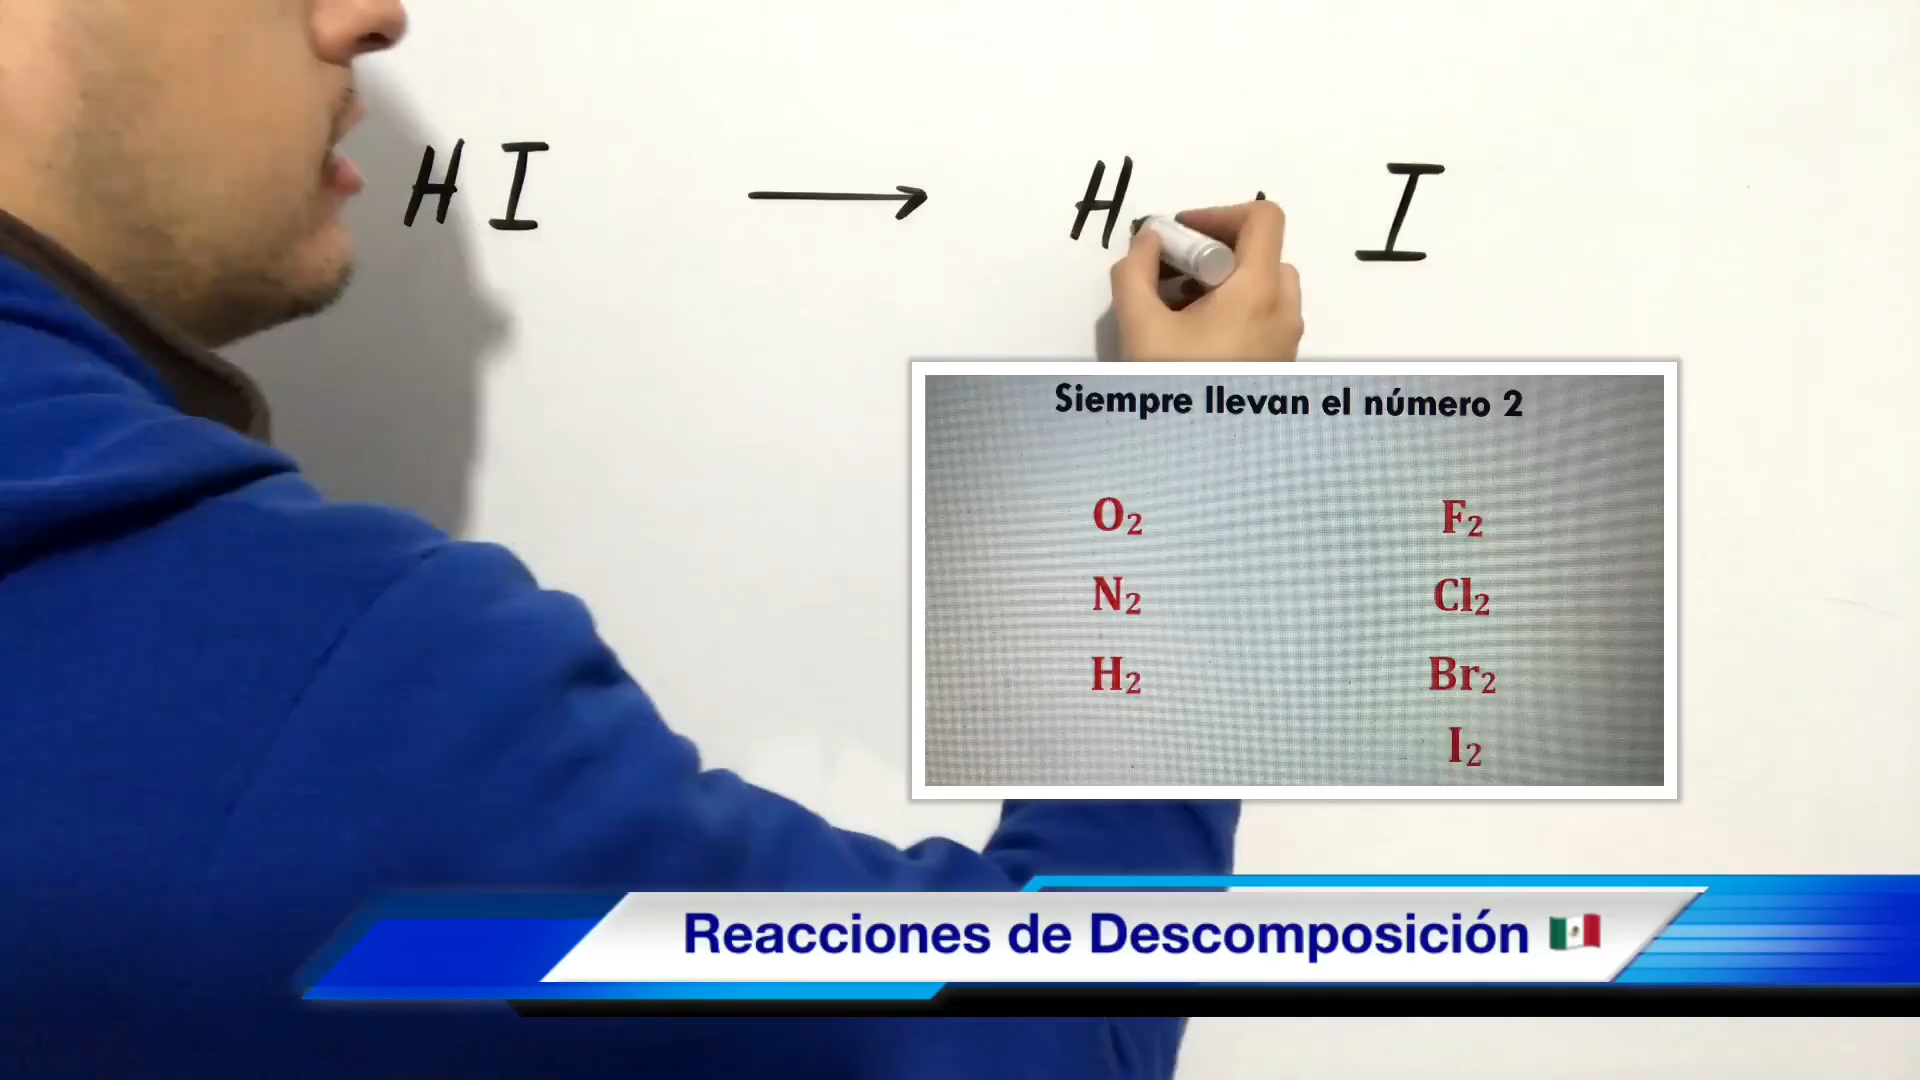 HI → H I
Siempre llevan el número 2
O₂ F₂
N₂ Cl₂
H₂ Br₂
I₂
Reacciones de Descomposición 🇲🇽